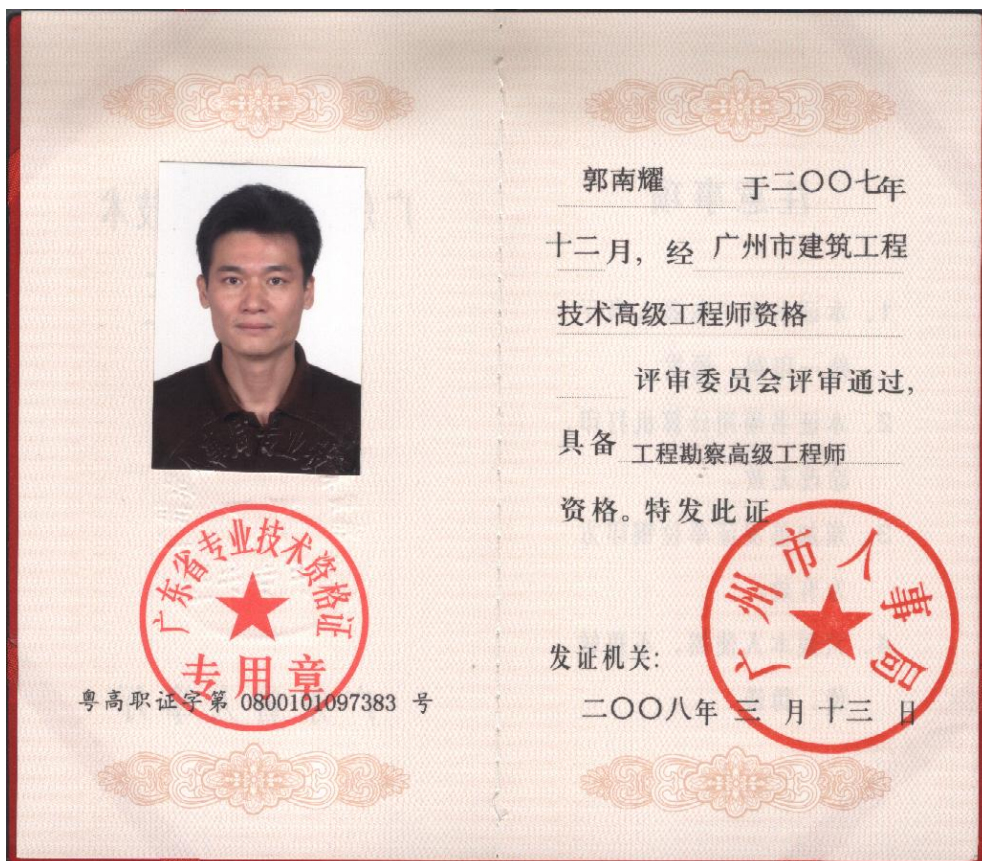 广东省专业技术资格证
专用章
粤高职证字第 0800101097383 号
郭南耀 于二〇〇七年
十二月, 经 广州市建筑工程
技术高级工程师资格
评审委员会评审通过,
具备 工程勘察高级工程师
资格。特发此证
广州市人事局
发证机关:
二〇〇八年 三 月 十三 日